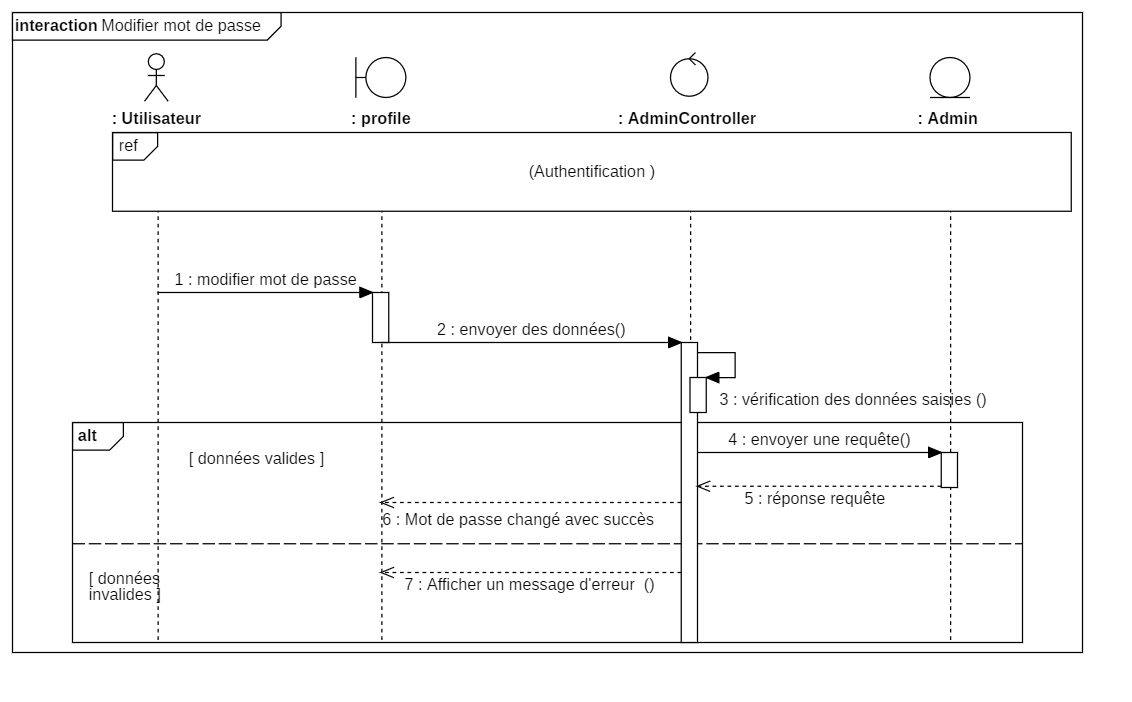 interaction Modifier mot de passe
: Utilisateur
: profile
: AdminController
: Admin
ref
(Authentification )
1 : modifier mot de passe
2 : envoyer des données()
3 : vérification des données saisies ()
alt
4 : envoyer une requête()
[ données valides ]
5 : réponse requête
6 : Mot de passe changé avec succès
[ données
invalides ]
7 : Afficher un message d'erreur  ()